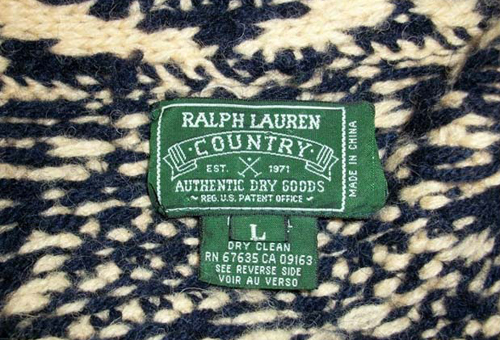 RALPH LAUREN
·COUNTRY·
EST. 1971
AUTHENTIC DRY GOODS
~ REG. U.S. PATENT OFFICE ~
MADE IN CHINA
L
DRY CLEAN
RN 67635 CA 09163
SEE REVERSE SIDE
VOIR AU VERSO